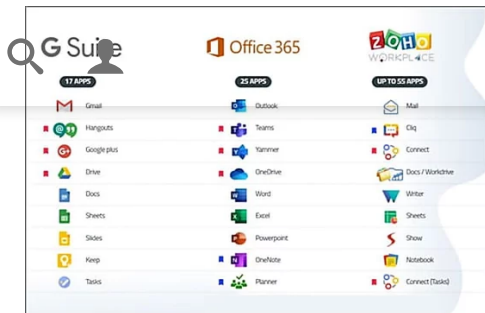 G Suite
Office 365
ZOHO
WORKPLACE
17 APPS
25 APPS
UP TO 55 APPS
Gmail
Outlook
Mail
Hangouts
Teams
Cliq
Google plus
Yammer
Connect
Drive
OneDrive
Docs / Workdrive
Docs
Word
Writer
Sheets
Excel
Sheets
Slides
Powerpoint
Show
Keep
OneNote
Notebook
Tasks
Planner
Connect (Tasks)